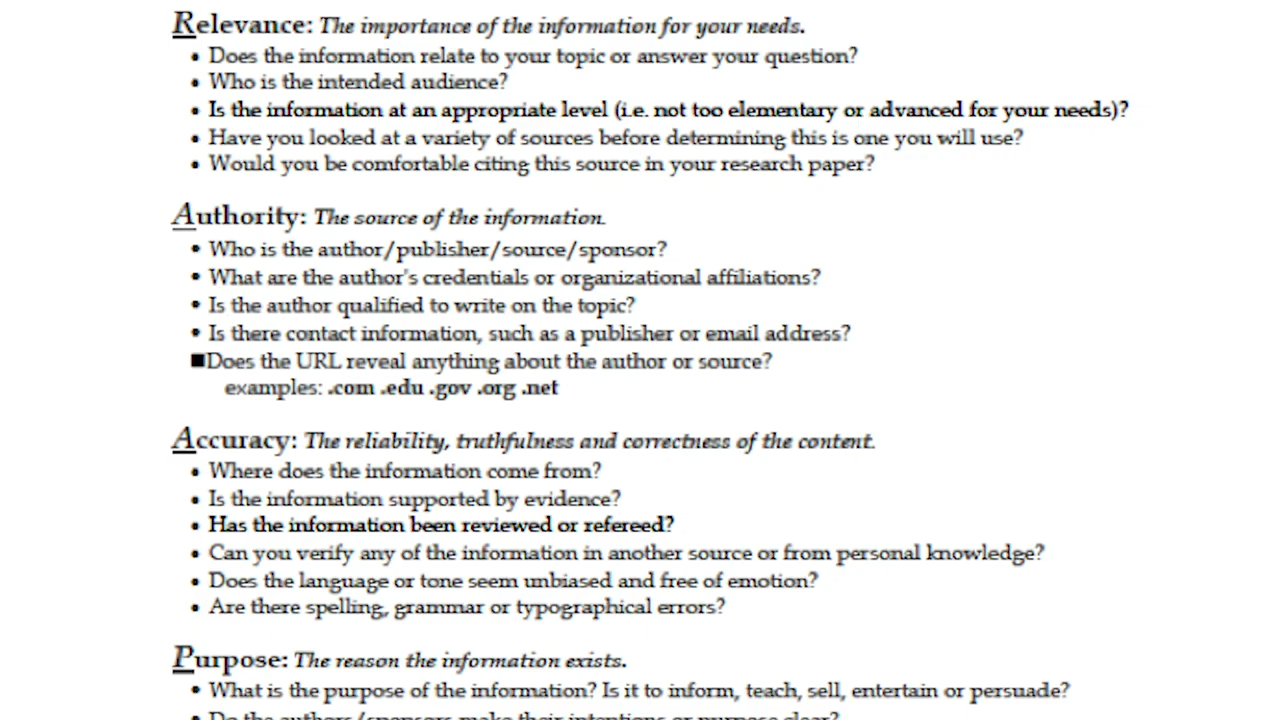 Relevance: The importance of the information for your needs.
• Does the information relate to your topic or answer your question?
• Who is the intended audience?
• Is the information at an appropriate level (i.e. not too elementary or advanced for your needs)?
• Have you looked at a variety of sources before determining this is one you will use?
• Would you be comfortable citing this source in your research paper?
Authority: The source of the information.
• Who is the author/publisher/source/sponsor?
• What are the author's credentials or organizational affiliations?
• Is the author qualified to write on the topic?
• Is there contact information, such as a publisher or email address?
■Does the URL reveal anything about the author or source?
examples: .com .edu .gov .org .net
Accuracy: The reliability, truthfulness and correctness of the content.
• Where does the information come from?
• Is the information supported by evidence?
• Has the information been reviewed or refereed?
• Can you verify any of the information in another source or from personal knowledge?
• Does the language or tone seem unbiased and free of emotion?
• Are there spelling, grammar or typographical errors?
Purpose: The reason the information exists.
• What is the purpose of the information? Is it to inform, teach, sell, entertain or persuade?
• Do the authors/sponsors make their intentions or purpose clear?